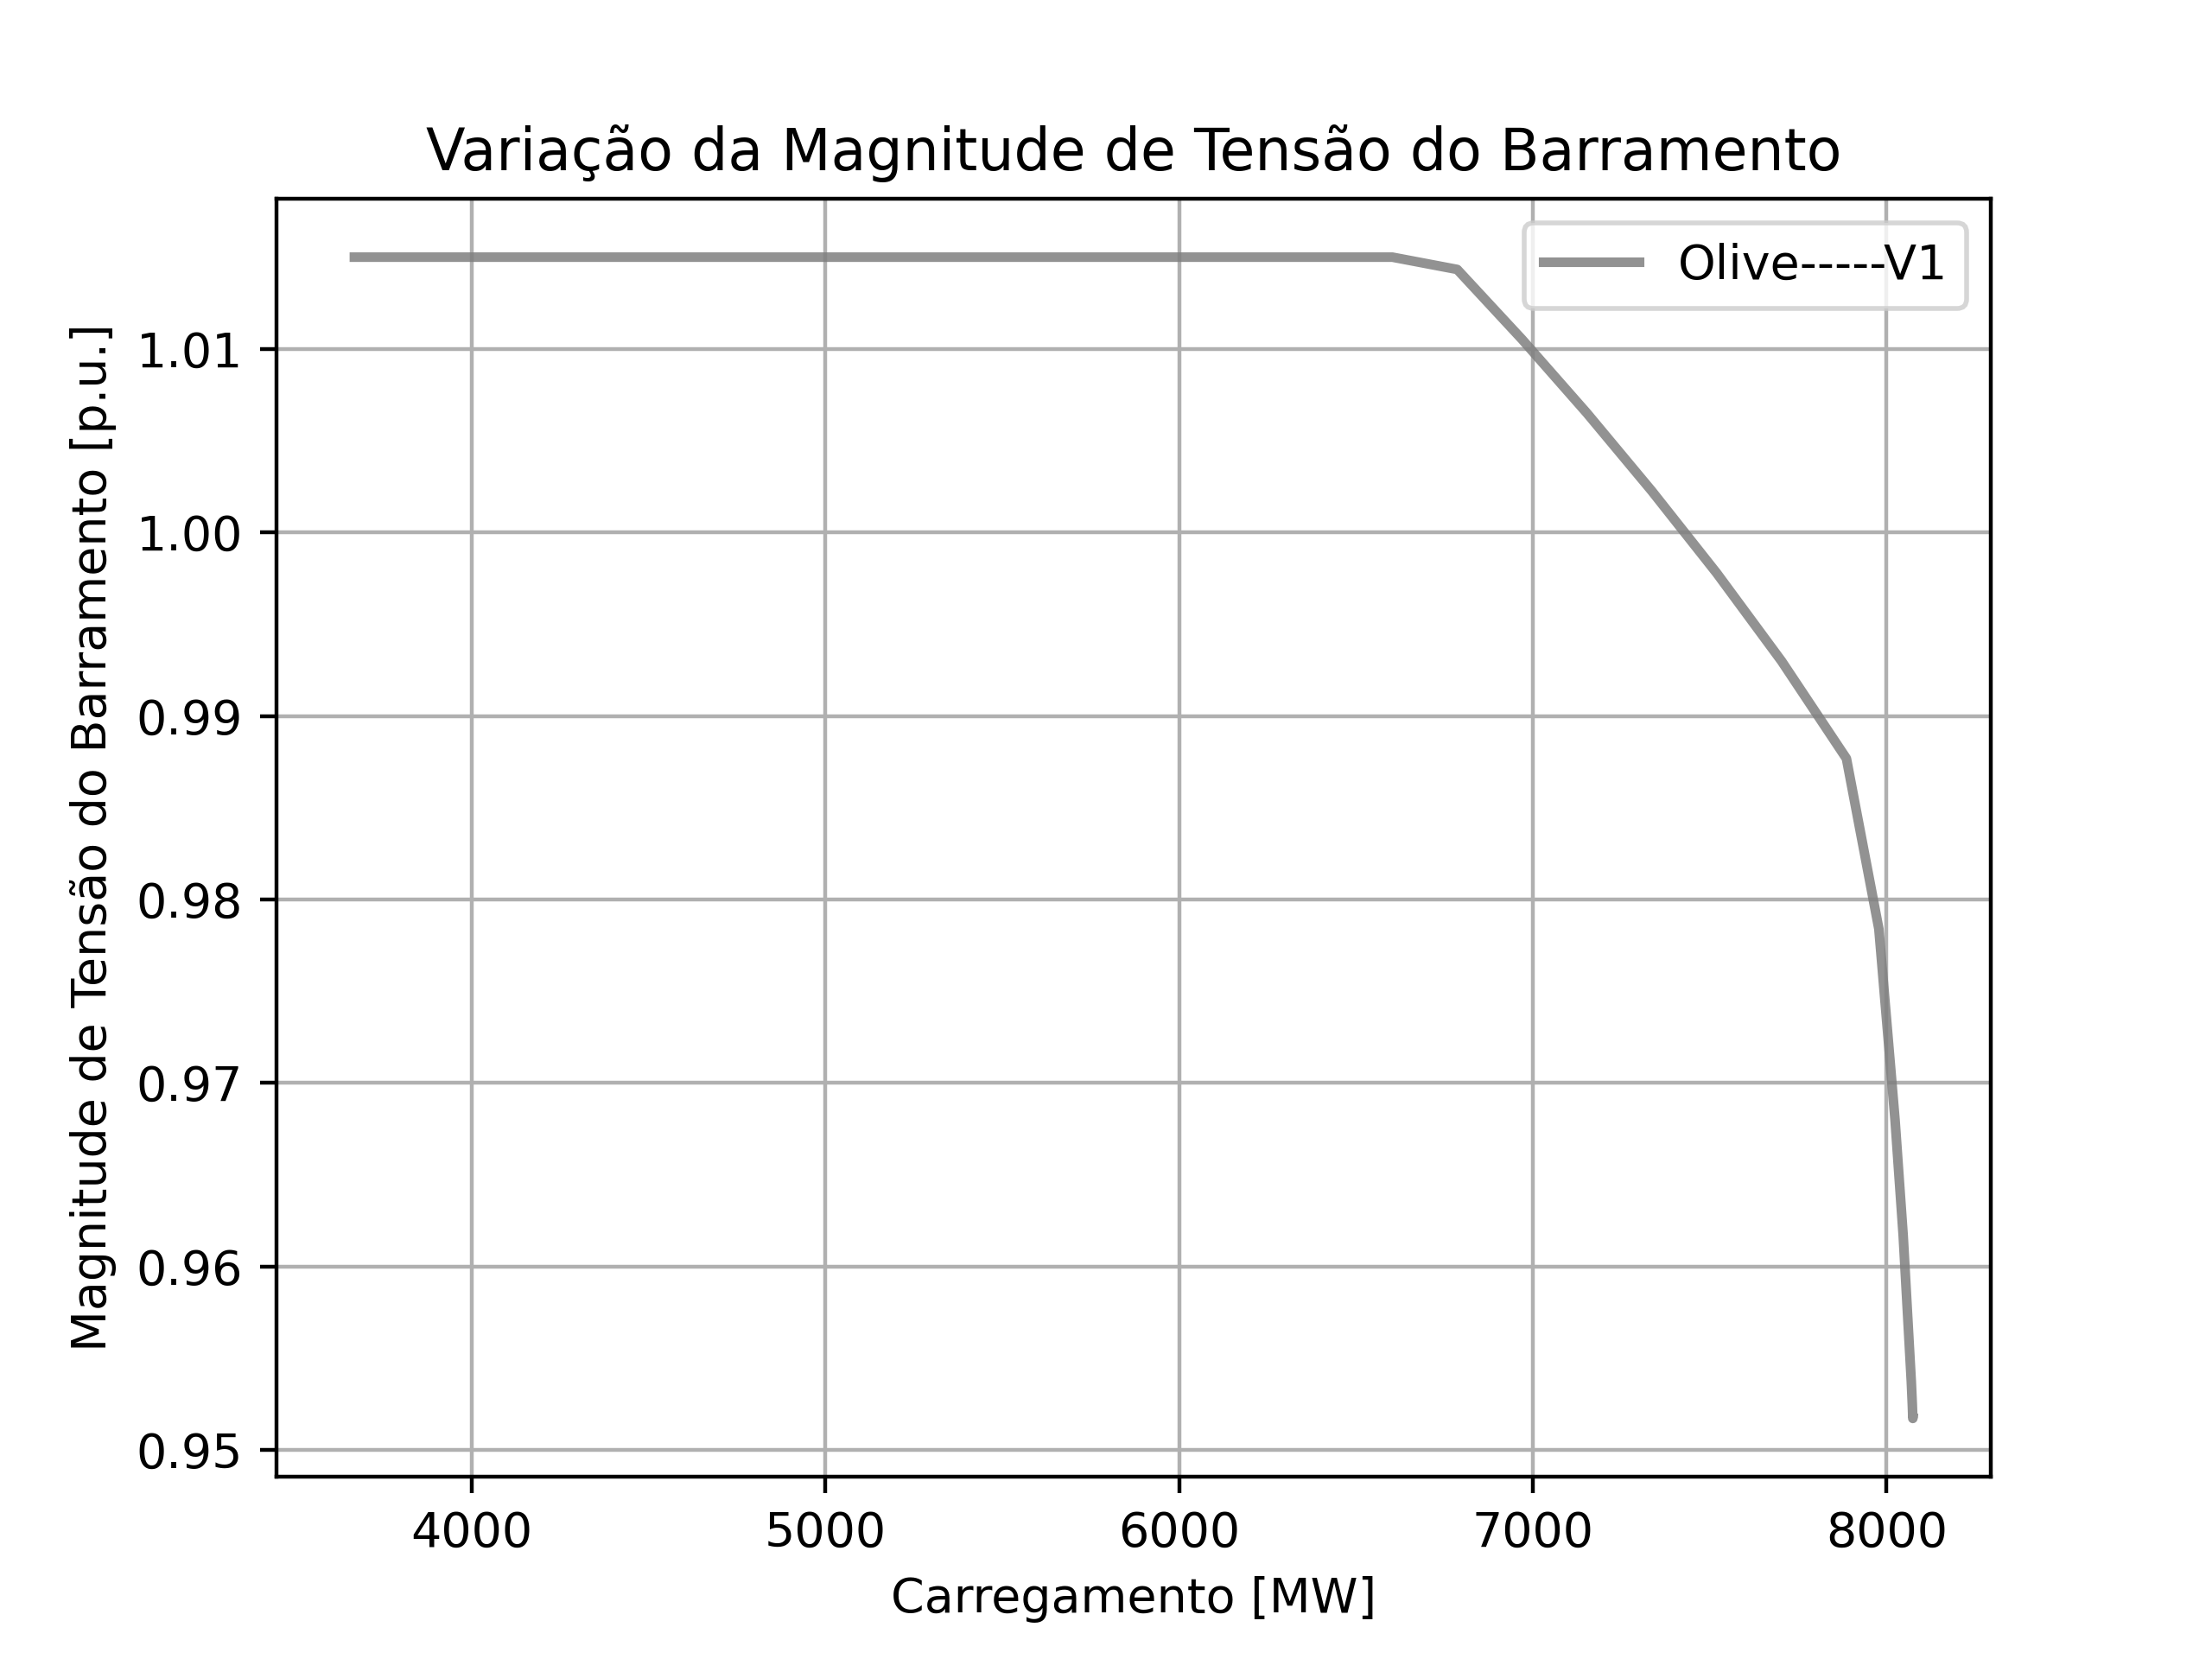 Variação da Magnitude de Tensão do Barramento
Olive-----V1
Magnitude de Tensão do Barramento [p.u.]
1.01
1.00
0.99
0.98
0.97
0.96
0.95
4000 5000 6000 7000 8000
Carregamento [MW]